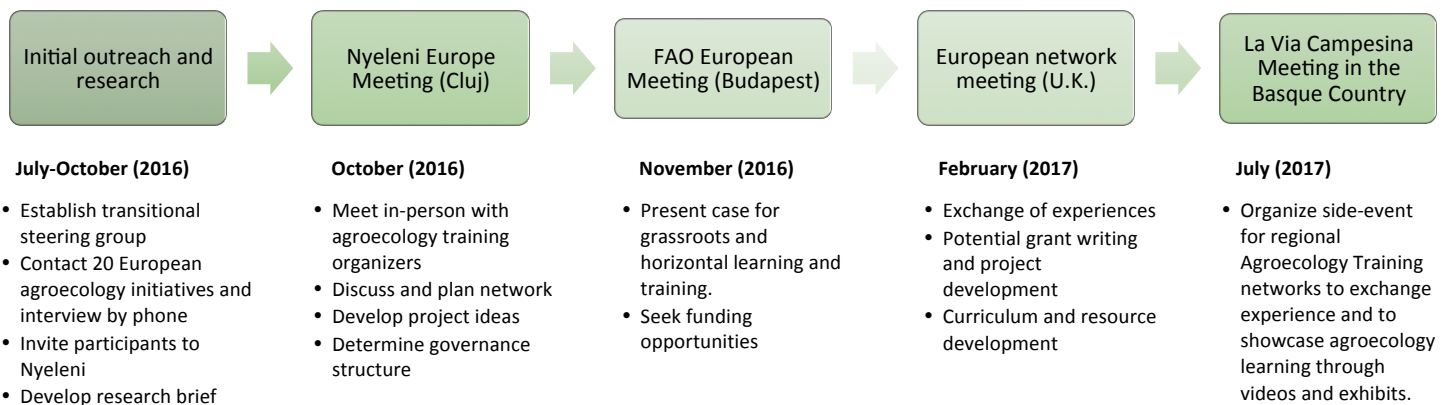 Initial outreach and
research
Nyeleni Europe
Meeting (Cluj)
FAO European
Meeting (Budapest)
European network
meeting (U.K.)
La Via Campesina
Meeting in the
Basque Country
July-October (2016)
• Establish transitional
steering group
• Contact 20 European
agroecology initiatives and
interview by phone
• Invite participants to
Nyeleni
• Develop research brief
October (2016)
• Meet in-person with
agroecology training
organizers
• Discuss and plan network
• Develop project ideas
• Determine governance
structure
November (2016)
• Present case for
grassroots and
horizontal learning and
training.
• Seek funding
opportunities
February (2017)
• Exchange of experiences
• Potential grant writing
and project
development
• Curriculum and resource
development
July (2017)
• Organize side-event
for regional
Agroecology Training
networks to exchange
experience and to
showcase agroecology
learning through
videos and exhibits.